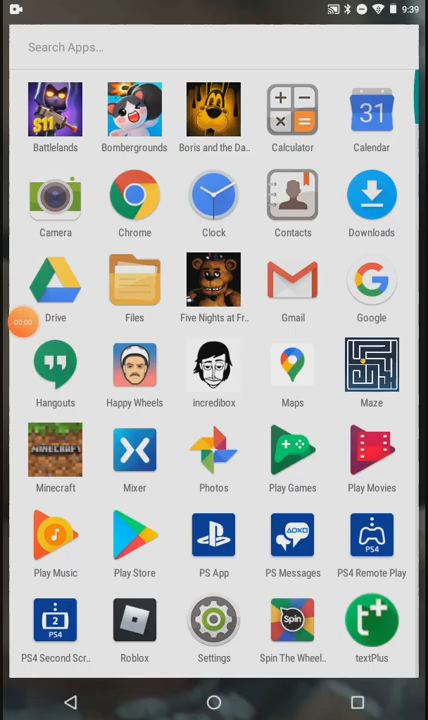 9:39
Search Apps...
S11
31
Battlelands
Bombergrounds
Boris and the Da..
Calculator
Calendar
Camera
Chrome
Clock
Contacts
Downloads
00:00
Drive
Files
Five Nights at Fr..
Gmail
Google
Hangouts
Happy Wheels
incredibox
Maps
Maze
MINECRAFT
Minecraft
Mixer
Photos
Play Games
Play Movies
Play Music
Play Store
PS App
PS Messages
PS4 Remote Play
PS4
2
PS4
Spin
t+
PS4 Second Scr..
Roblox
Settings
Spin The Wheel..
textPlus